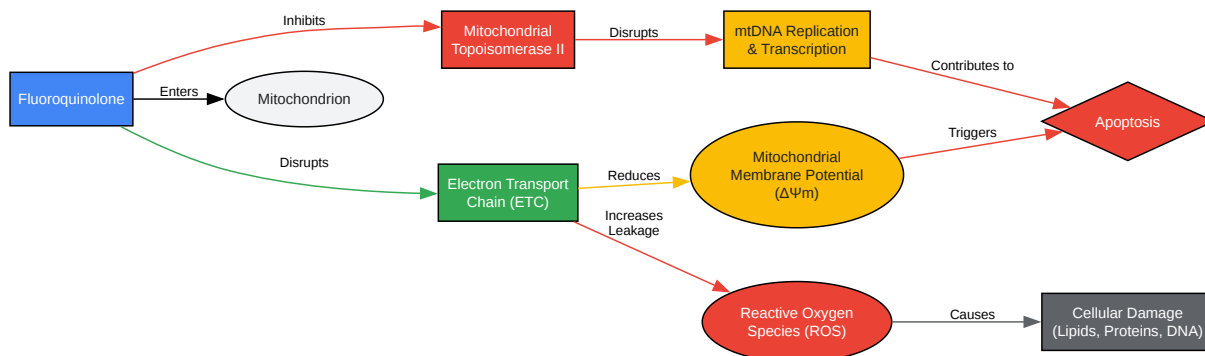 Inhibits
Mitochondrial
Topoisomerase II
Disrupts
mtDNA Replication
& Transcription
Contributes to
Fluoroquinolone
Enters
Mitochondrion
Apoptosis
Triggers
Disrupts
Electron Transport
Chain (ETC)
Reduces
Mitochondrial
Membrane Potential
(ΔΨm)
Increases
Leakage
Reactive Oxygen
Species (ROS)
Causes
Cellular Damage
(Lipids, Proteins, DNA)